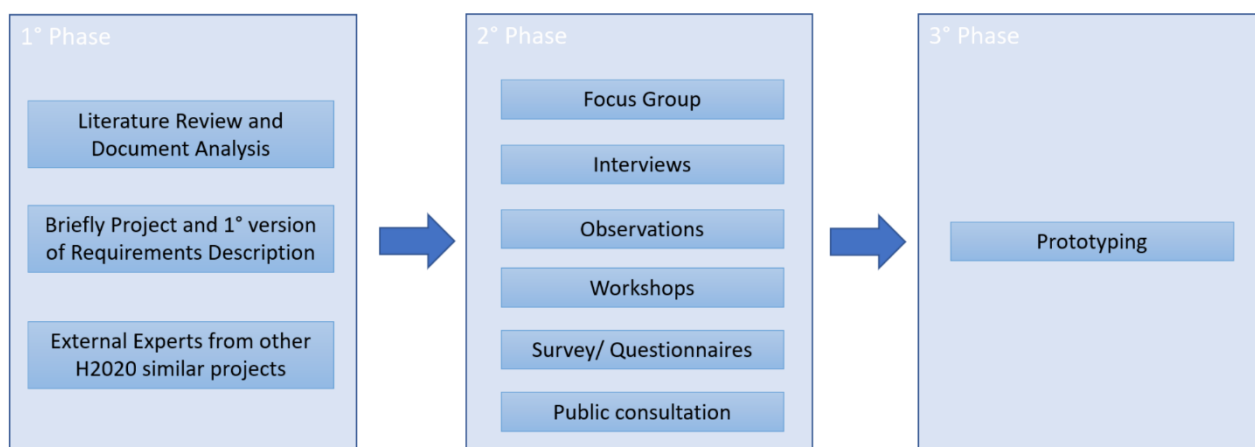 1° Phase
Literature Review and
Document Analysis
Briefly Project and 1° version
of Requirements Description
External Experts from other
H2020 similar projects
2° Phase
Focus Group
Interviews
Observations
Workshops
Survey/ Questionnaires
Public consultation
3° Phase
Prototyping